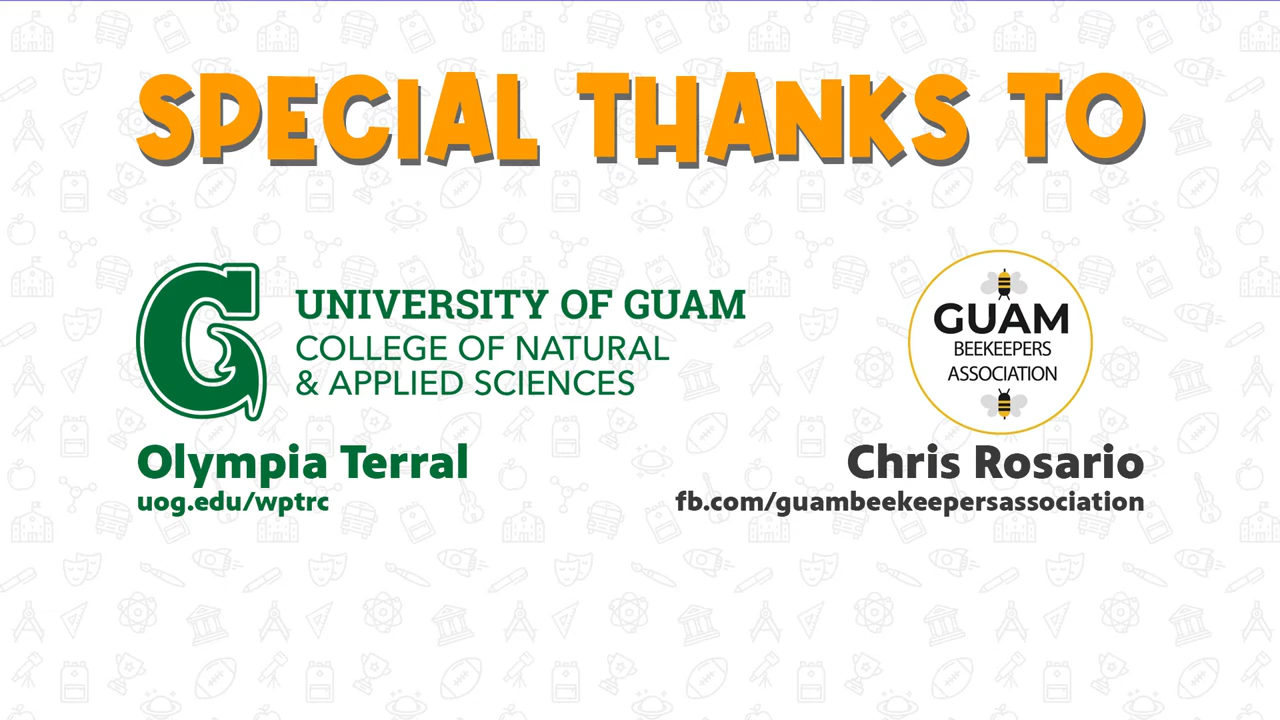 SPECIAL THANKS TO
UNIVERSITY OF GUAM
COLLEGE OF NATURAL
& APPLIED SCIENCES
Olympia Terral
uog.edu/wptrc
GUAM
BEEKEEPERS
ASSOCIATION
Chris Rosario
fb.com/guambeekeepersassociation